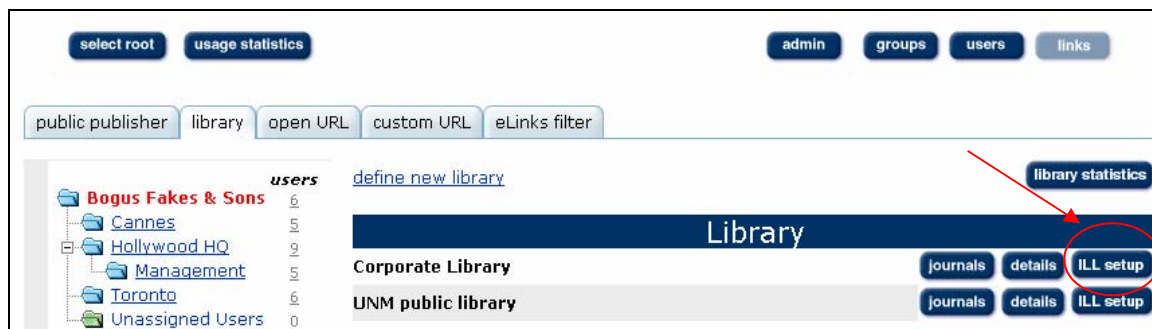 select root usage statistics admin groups users links
public publisher library open URL custom URL eLinks filter
users
Bogus Fakes & Sons 6
Cannes 5
Hollywood HQ 9
Management 5
Toronto 6
Unassigned Users 0
define new library library statistics
Library
Corporate Library journals details ILL setup
UNM public library journals details ILL setup